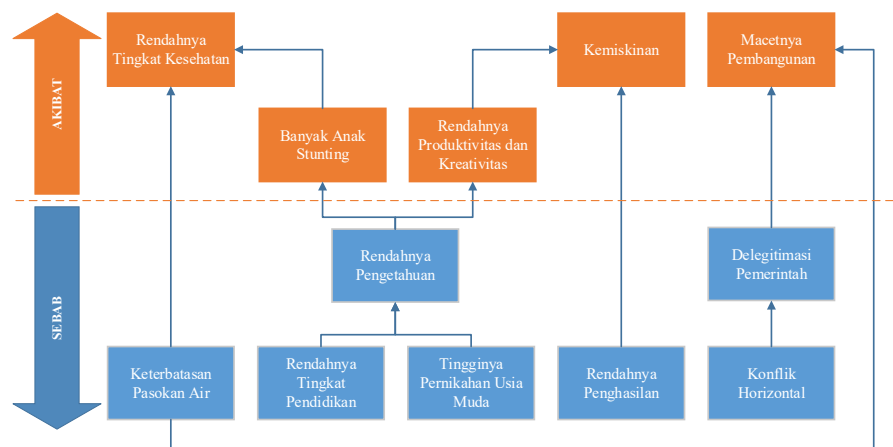 AKIBAT
Rendahnya
Tingkat Kesehatan
Kemiskinan
Macetnya
Pembangunan
Banyak Anak
Stunting
Rendahnya
Produktivitas dan
Kreativitas
SEBAB
Rendahnya
Pengetahuan
Delegitimasi
Pemerintah
Keterbatasan
Pasokan Air
Rendahnya
Tingkat
Pendidikan
Tingginya
Pernikahan Usia
Muda
Rendahnya
Penghasilan
Konflik
Horizontal